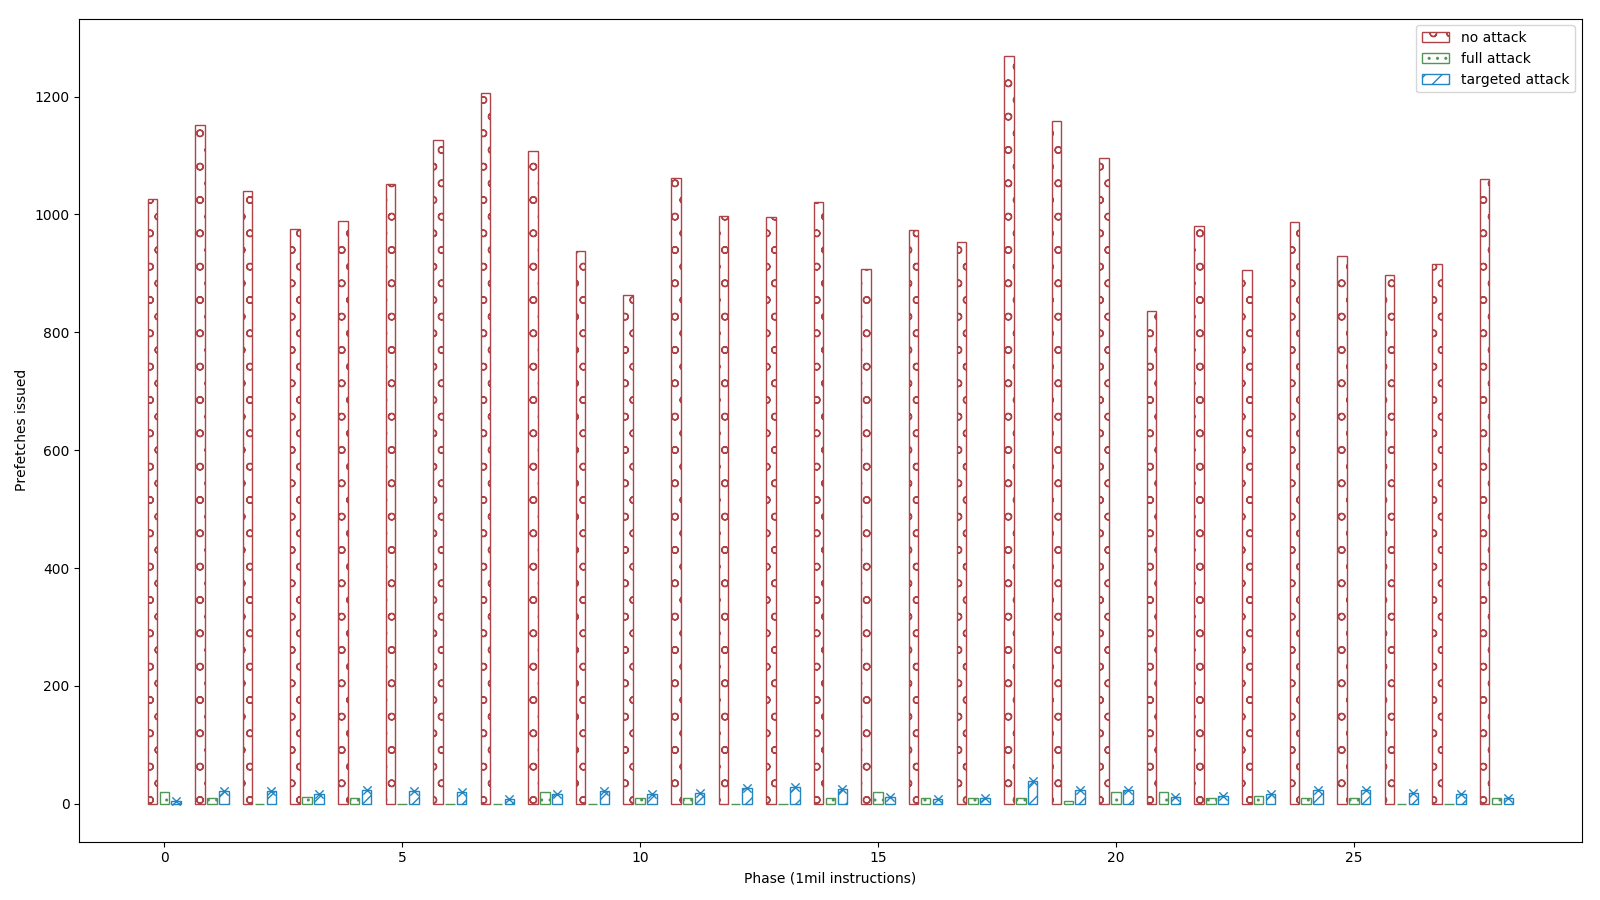 no attack
full attack
targeted attack
1200
1000
800
600
400
200
0
Prefetches issued
0 5 10 15 20 25
Phase (1mil instructions)